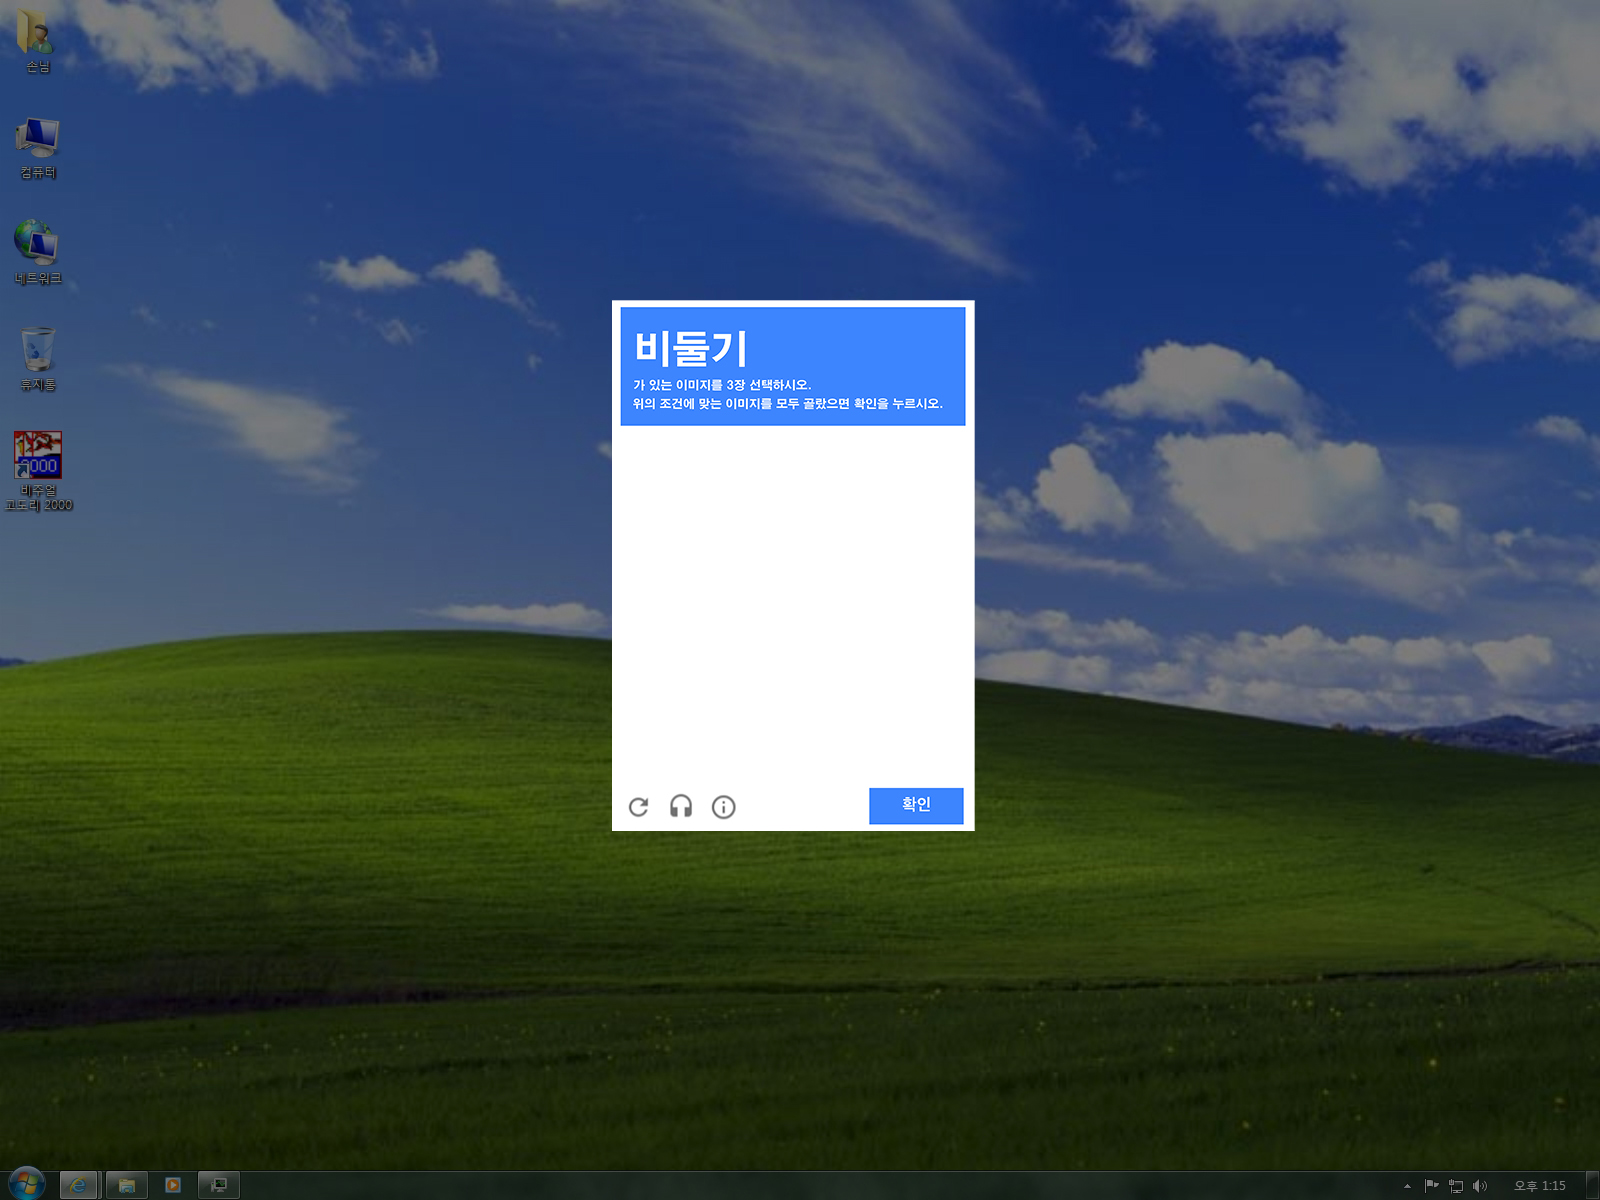 손님
컴퓨터
네트워크
휴지통
2000
비주얼
고도리 2000
비둘기
가 있는 이미지를 3장 선택하시오.
위의 조건에 맞는 이미지를 모두 골랐으면 확인을 누르시오.
확인
오후 1:15